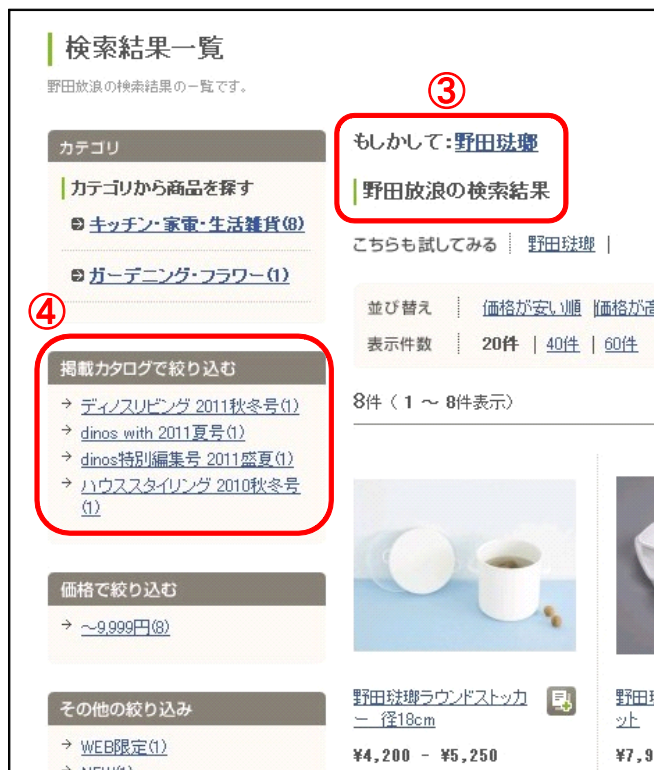 検索結果一覧
野田放浪の検索結果の一覧です。
③
カテゴリ
カテゴリから商品を探す
キッチン・家電・生活雑貨(8)
ガーデニング・フラワー(1)
④
掲載カタログで絞り込む
→ ディノスリビング 2011秋冬号(1)
→ dinos with 2011夏号(1)
→ dinos特別編集号 2011盛夏(1)
→ ハウススタイリング 2010秋冬号
(1)
価格で絞り込む
→ ～9,999円(8)
その他の絞り込み
→ WEB限定(1)
もしかして:野田琺瑯
野田放浪の検索結果
こちらも試してみる 野田琺瑯 |
並び替え 価格が安い順 |価格が高
表示件数 20件 | 40件 | 60件
8件（ 1 ～ 8件表示）
野田琺瑯ラウンドストッカ
ー 径18cm
¥4,200 - ¥5,250
野田
ット
¥7,9